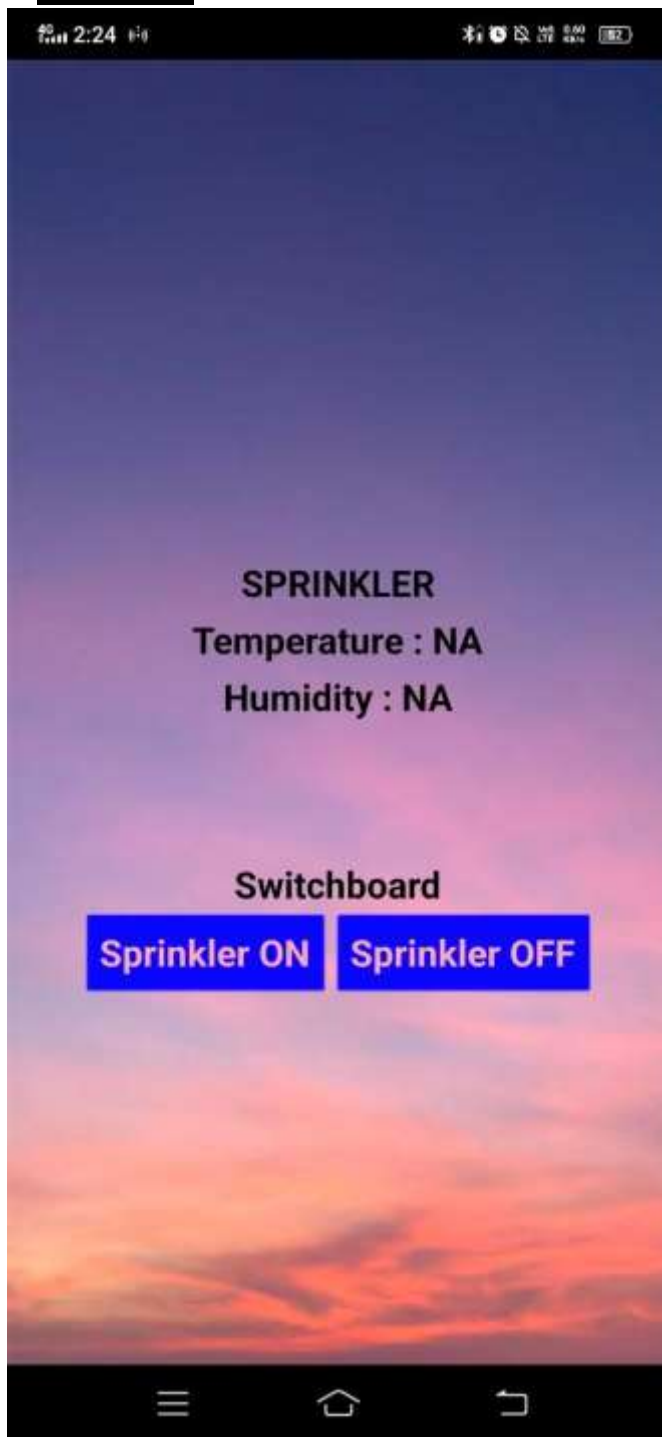 2:24
SPRINKLER
Temperature : NA
Humidity : NA
Switchboard
Sprinkler ON Sprinkler OFF